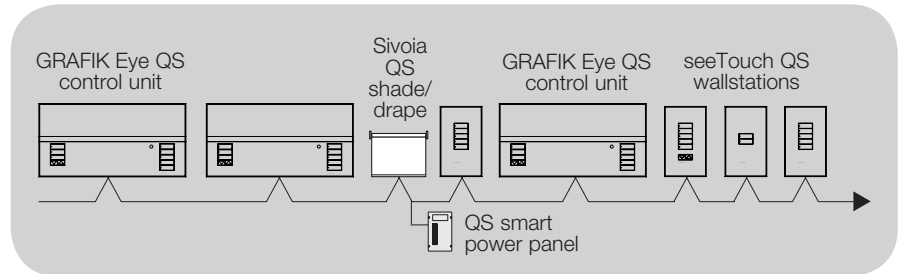 GRAFIK Eye QS
control unit
Sivoia
QS
shade/
drape
GRAFIK Eye QS
control unit
seeTouch QS
wallstations
QS smart
power panel